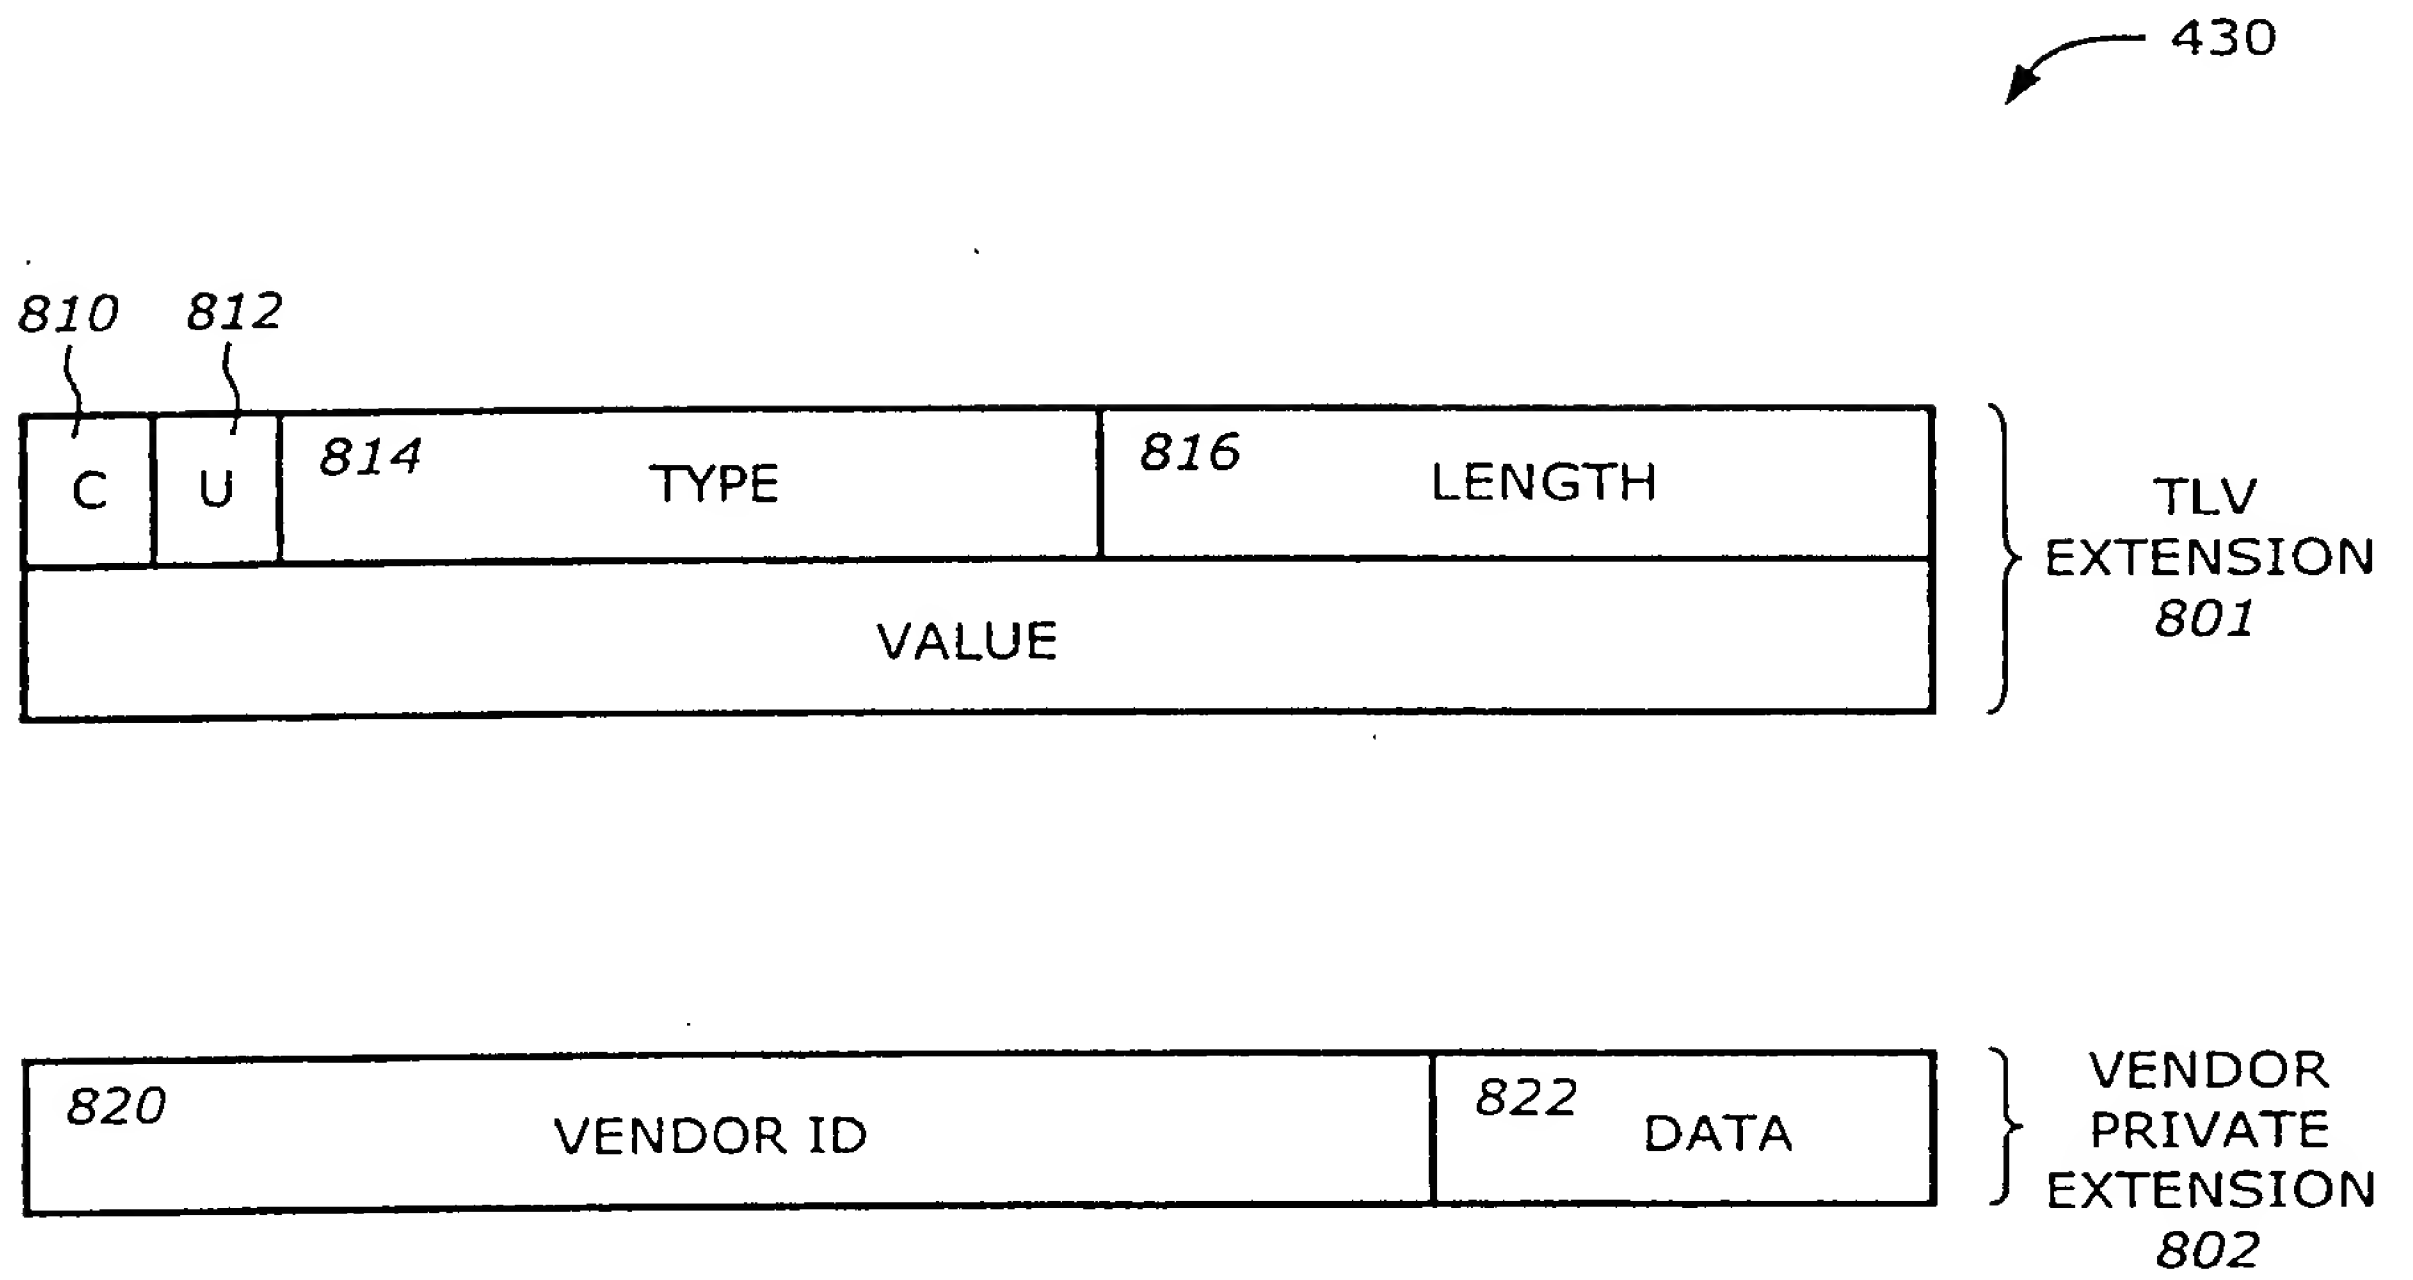 430
810 812
C U 814 TYPE 816 LENGTH
VALUE
TLV
EXTENSION
801
820 VENDOR ID 822 DATA
VENDOR
PRIVATE
EXTENSION
802